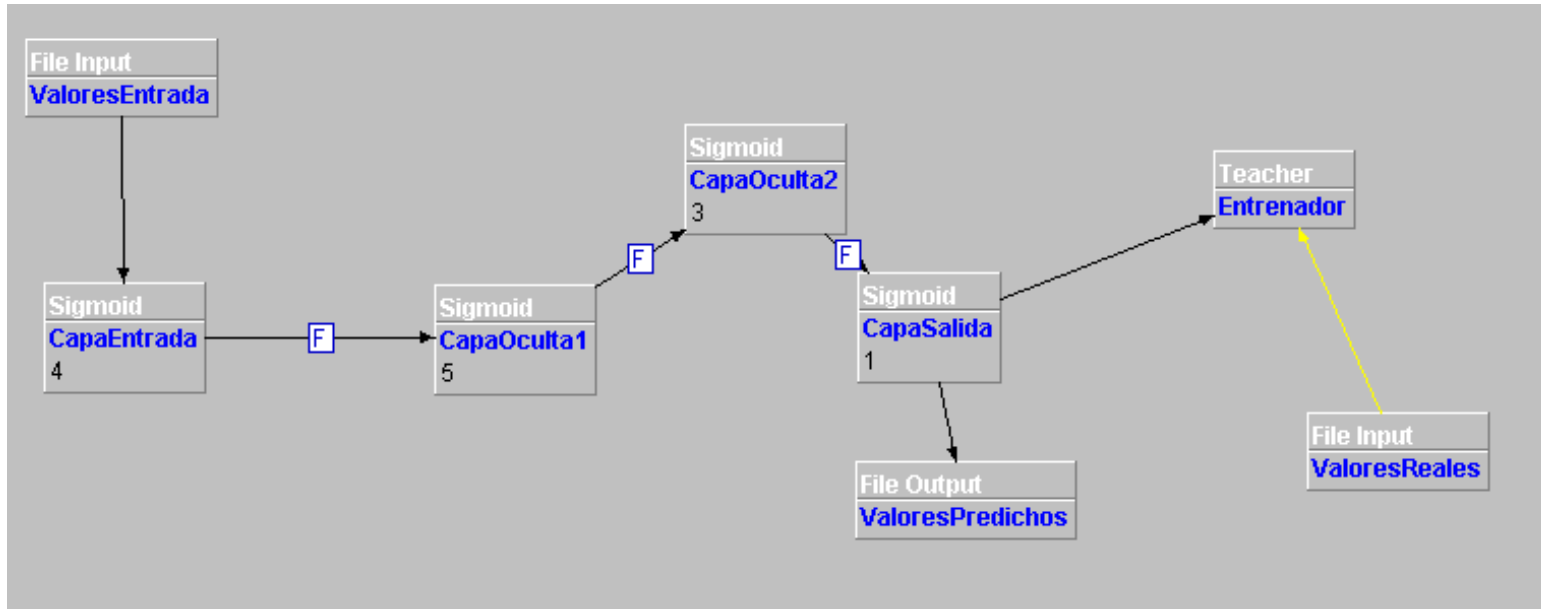 File Input
ValoresEntrada
Sigmoid
CapaEntrada
4
F
Sigmoid
CapaOculta1
5
F
Sigmoid
CapaOculta2
3
F
Sigmoid
CapaSalida
1
File Output
ValoresPredichos
Teacher
Entrenador
File Input
ValoresReales